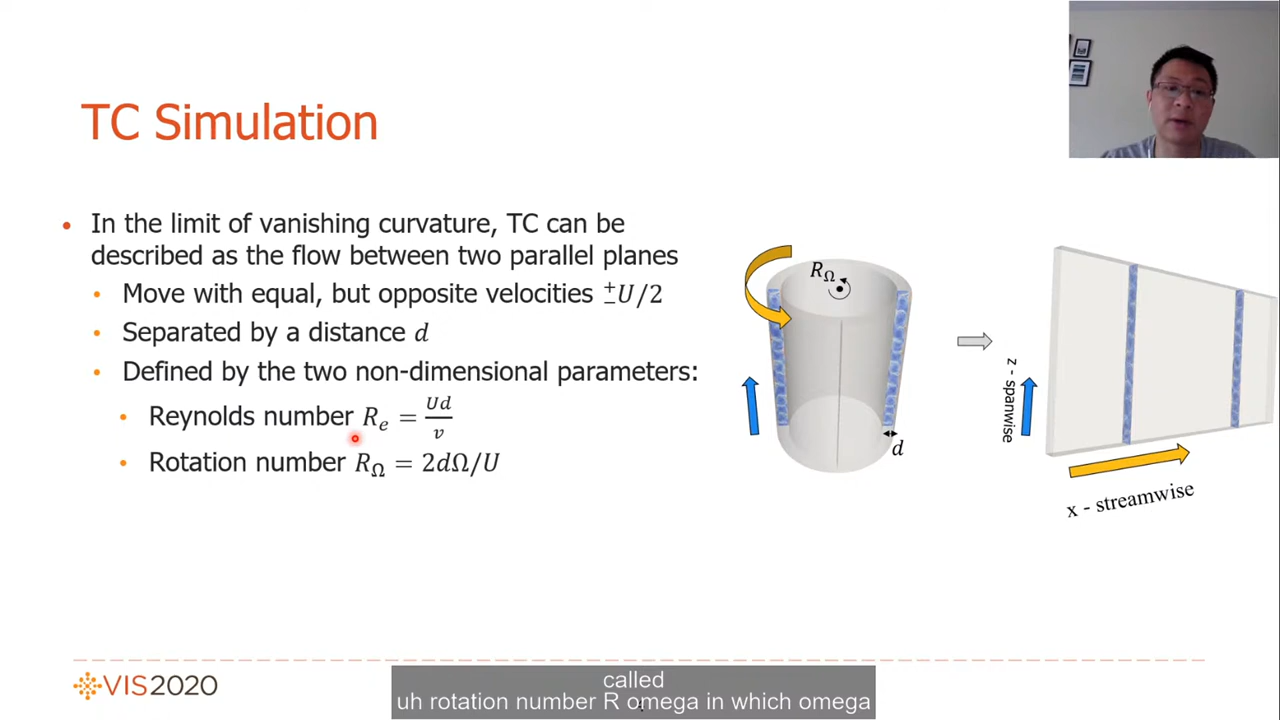 TC Simulation
• In the limit of vanishing curvature, TC can be
described as the flow between two parallel planes
• Move with equal, but opposite velocities ±U/2
• Separated by a distance d
• Defined by the two non-dimensional parameters:
• Reynolds number Rₑ = Ud/v
• Rotation number R_Ω = 2dΩ/U
R_Ω
d
z - spanwise
x - streamwise
VIS2020
called
uh rotation number R omega in which omega